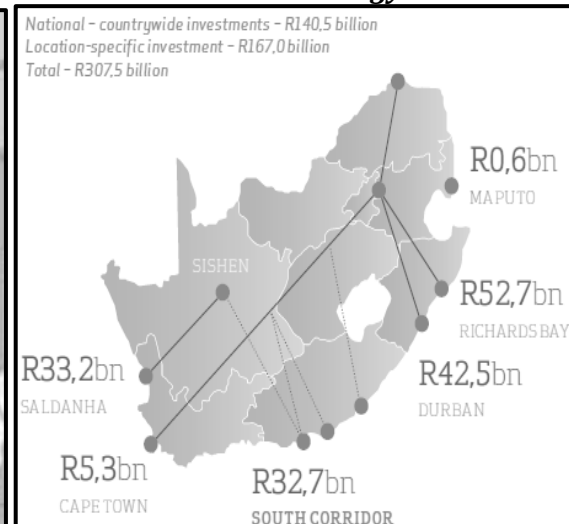 National – countrywide investments – R140,5 billion
Location-specific investment – R167,0 billion
Total – R307,5 billion
R0,6bn
MAPUTO
SISHEN
R52,7bn
RICHARDS BAY
R33,2bn
SALDANHA
R42,5bn
DURBAN
R5,3bn
CAPE TOWN
R32,7bn
SOUTH CORRIDOR